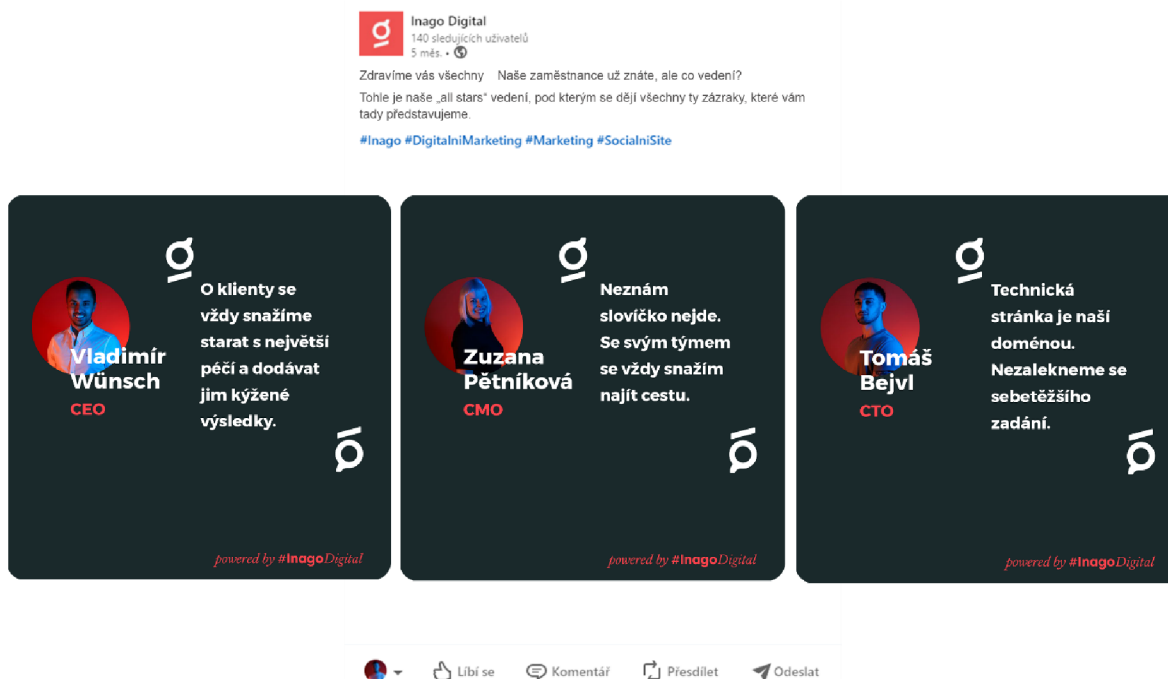 Inago Digital
140 sledujících uživatelů
5 měs. •
Zdravíme vás všechny Naše zaměstnance už znáte, ale co vedení?
Tohle je naše „all stars“ vedení, pod kterým se dějí všechny ty zázraky, které vám
tady představujeme.
#Inago #DigitalniMarketing #Marketing #SocialniSite
O klienty se
vždy snažíme
starat s největší
péčí a dodávat
jim kýžené
výsledky.
Vladimír
Wünsch
CEO
powered by #InagoDigital
Neznám
slovíčko nejde.
Se svým týmem
se vždy snažím
najít cestu.
Zuzana
Pětníková
CMO
powered by #InagoDigital
Technická
stránka je naší
doménou.
Nezalekneme se
sebetěžšího
zadání.
Tomáš
Bejvl
CTO
powered by #InagoDigital
Líbí se
Komentář
Přesdílet
Odeslat